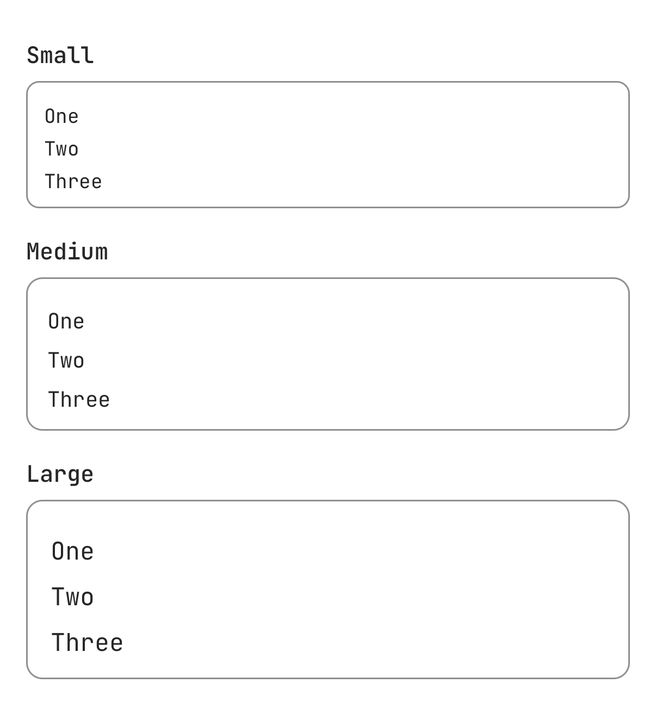 Small
One
Two
Three
Medium
One
Two
Three
Large
One
Two
Three